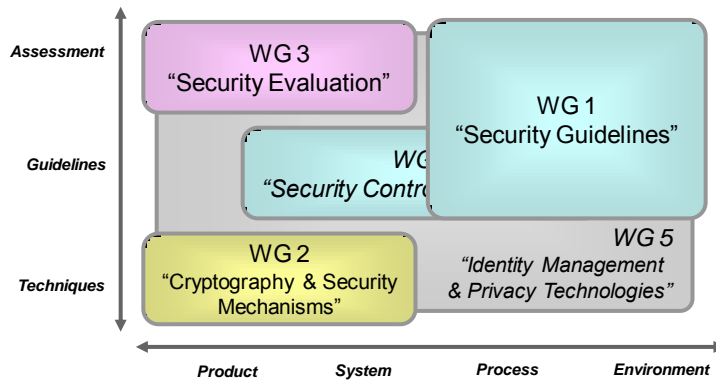 Assessment
WG 3
“Security Evaluation”
WG 1
“Security Guidelines”
Guidelines
WG
“Security Contro
Techniques
WG 2
“Cryptography & Security
Mechanisms”
WG 5
“Identity Management
& Privacy Technologies”
Product System Process Environment